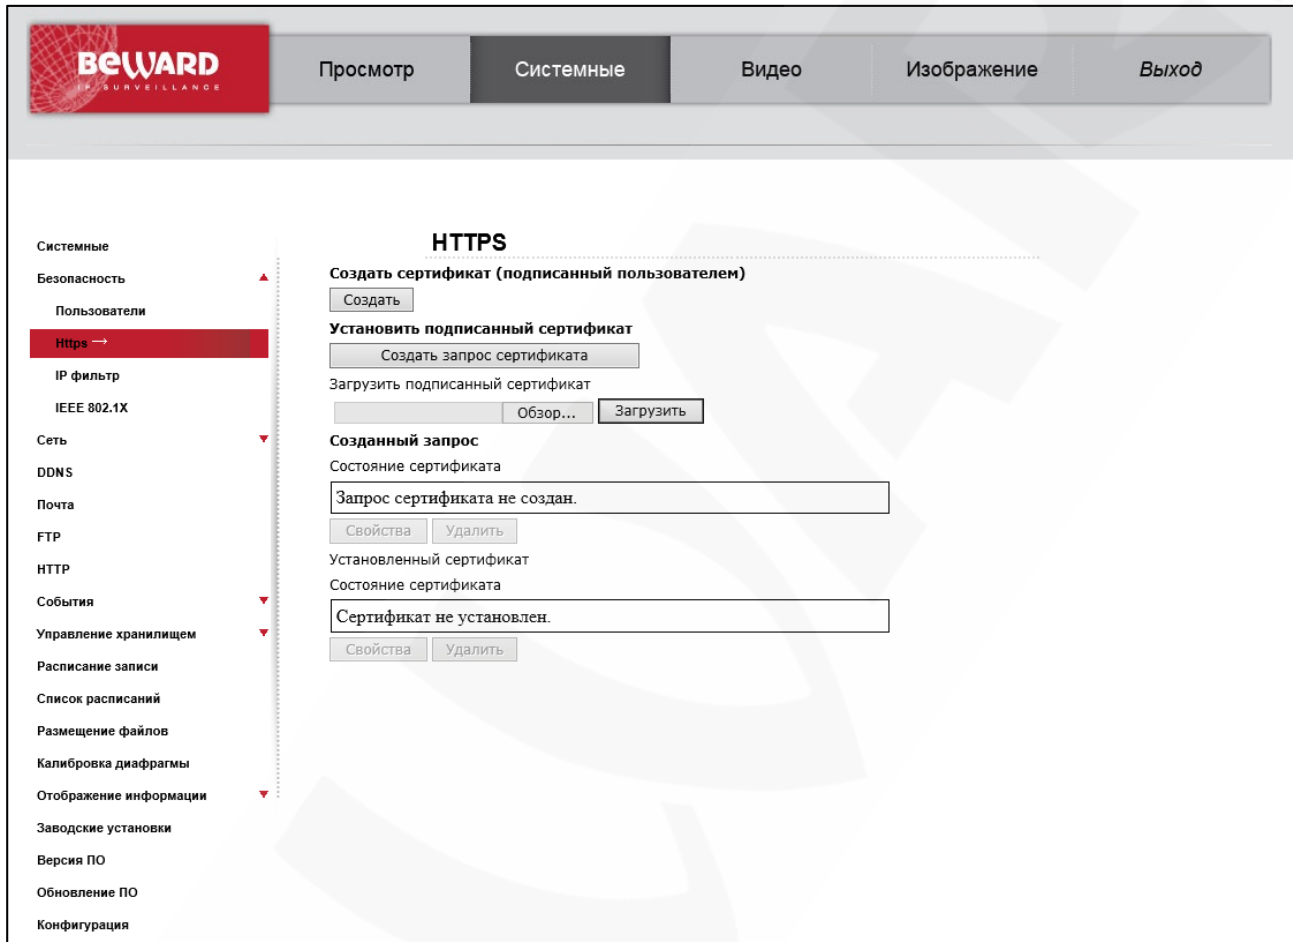 BEWARD
IP SURVEILLANCE
Просмотр
Системные
Видео
Изображение
Выход
Системные
Безопасность
Пользователи
Https →
IP фильтр
IEEE 802.1X
Сеть
DDNS
Почта
FTP
HTTP
События
Управление хранилищем
Расписание записи
Список расписаний
Размещение файлов
Калибровка диафрагмы
Отображение информации
Заводские установки
Версия ПО
Обновление ПО
Конфигурация
HTTPS
Создать сертификат (подписанный пользователем)
Создать
Установить подписанный сертификат
Создать запрос сертификата
Загрузить подписанный сертификат
Обзор... Загрузить
Созданный запрос
Состояние сертификата
Запрос сертификата не создан.
Свойства Удалить
Установленный сертификат
Состояние сертификата
Сертификат не установлен.
Свойства Удалить